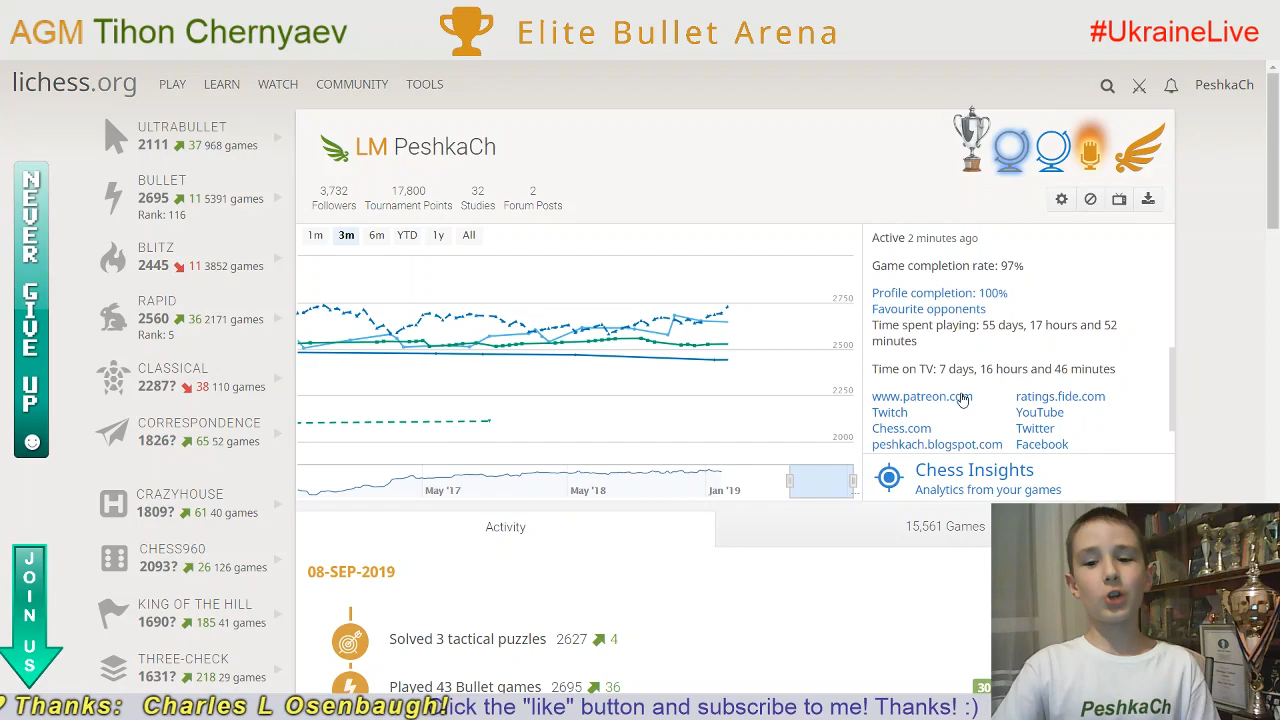 AGM Tihon Chernyaev
Elite Bullet Arena
#UkraineLive
lichess.org
PLAY LEARN WATCH COMMUNITY TOOLS
PeshkaCh
NEVER GIVE UP
JOIN US
ULTRABULLET
2111 37 968 games
BULLET
2695 11 5391 games
Rank: 116
BLITZ
2445 11 3852 games
RAPID
2560 36 2171 games
Rank: 5
CLASSICAL
2287? 38 110 games
CORRESPONDENCE
1826? 65 52 games
CRAZYHOUSE
1809? 61 40 games
CHESS960
2093? 26 126 games
KING OF THE HILL
1690? 185 41 games
THREE-CHECK
1631? 218 29 games
LM PeshkaCh
3,732 17,800 32 2
Followers Tournament Points Studies Forum Posts
1m 3m 6m YTD 1y All
2750
2500
2250
2000
May '17 May '18 Jan '19
Active 2 minutes ago
Game completion rate: 97%
Profile completion: 100%
Favourite opponents
Time spent playing: 55 days, 17 hours and 52
minutes
Time on TV: 7 days, 16 hours and 46 minutes
www.patreon.com ratings.fide.com
Twitch YouTube
Chess.com Twitter
peshkach.blogspot.com Facebook
Chess Insights
Analytics from your games
Activity 15,561 Games
08-SEP-2019
Solved 3 tactical puzzles 2627 4
Played 43 Bullet games 2695 36
30
PeshkaCh
Thanks: Charles L Osenbaugh!
ick the "like" button and subscribe to me! Thanks! :)